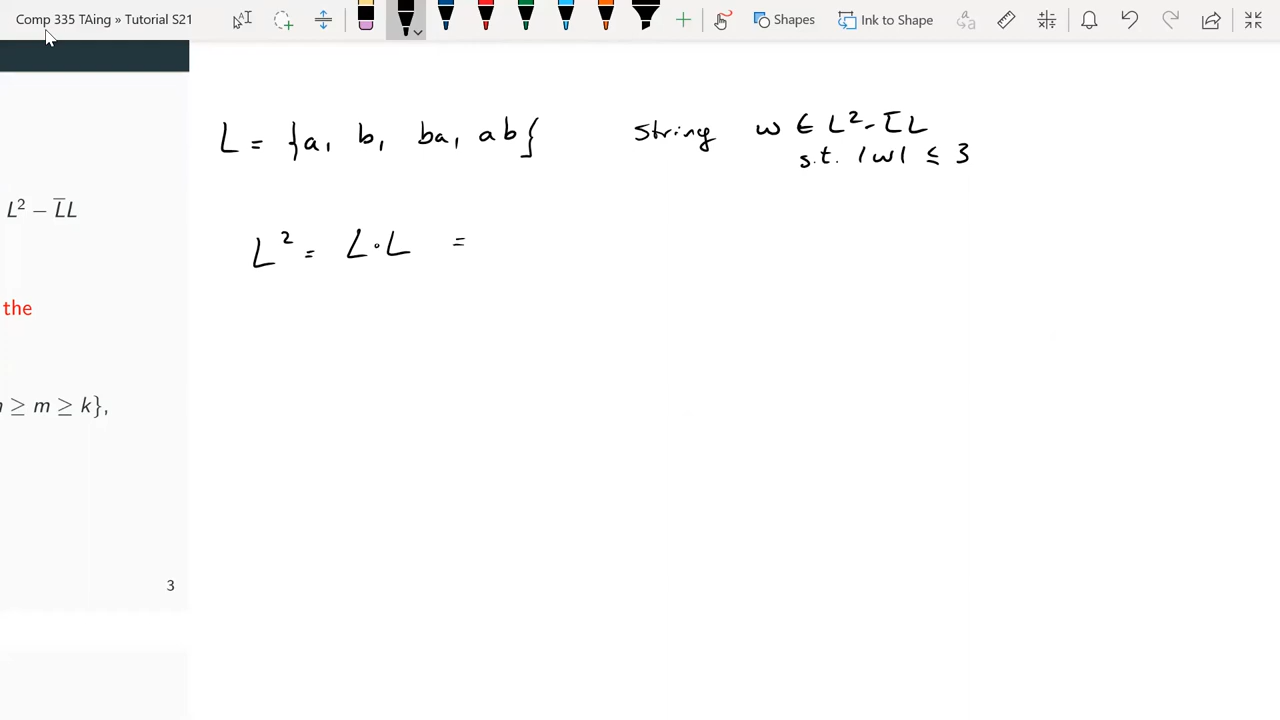 Comp 335 TAing » Tutorial S21
Shapes
Ink to Shape
L = {a, b, ba, ab}
string w ∈ L² - L̅L
s.t. |w| ≤ 3
L² − L̅L
L² = L·L =
the
≥ m ≥ k},
3